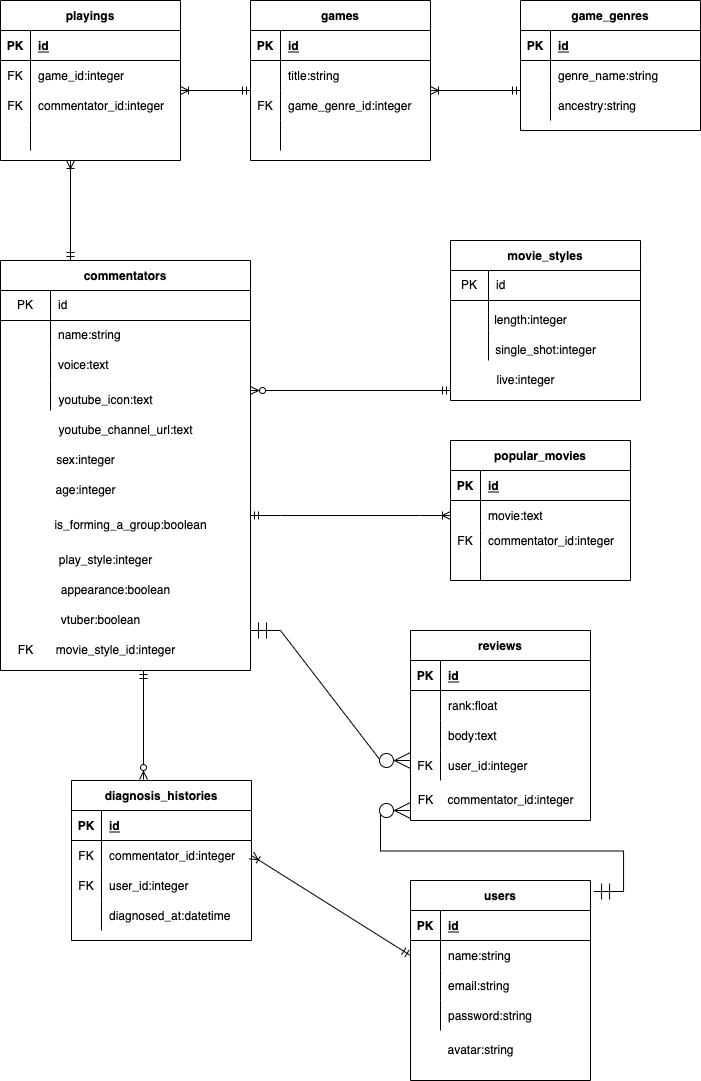 playings
PK id
FK game_id:integer
FK commentator_id:integer
games
PK id
title:string
FK game_genre_id:integer
game_genres
PK id
genre_name:string
ancestry:string
commentators
PK id
name:string
voice:text
youtube_icon:text
youtube_channel_url:text
sex:integer
age:integer
is_forming_a_group:boolean
play_style:integer
appearance:boolean
vtuber:boolean
FK movie_style_id:integer
movie_styles
PK id
length:integer
single_shot:integer
live:integer
popular_movies
PK id
movie:text
FK commentator_id:integer
reviews
PK id
rank:float
body:text
FK user_id:integer
FK commentator_id:integer
diagnosis_histories
PK id
FK commentator_id:integer
FK user_id:integer
diagnosed_at:datetime
users
PK id
name:string
email:string
password:string
avatar:string